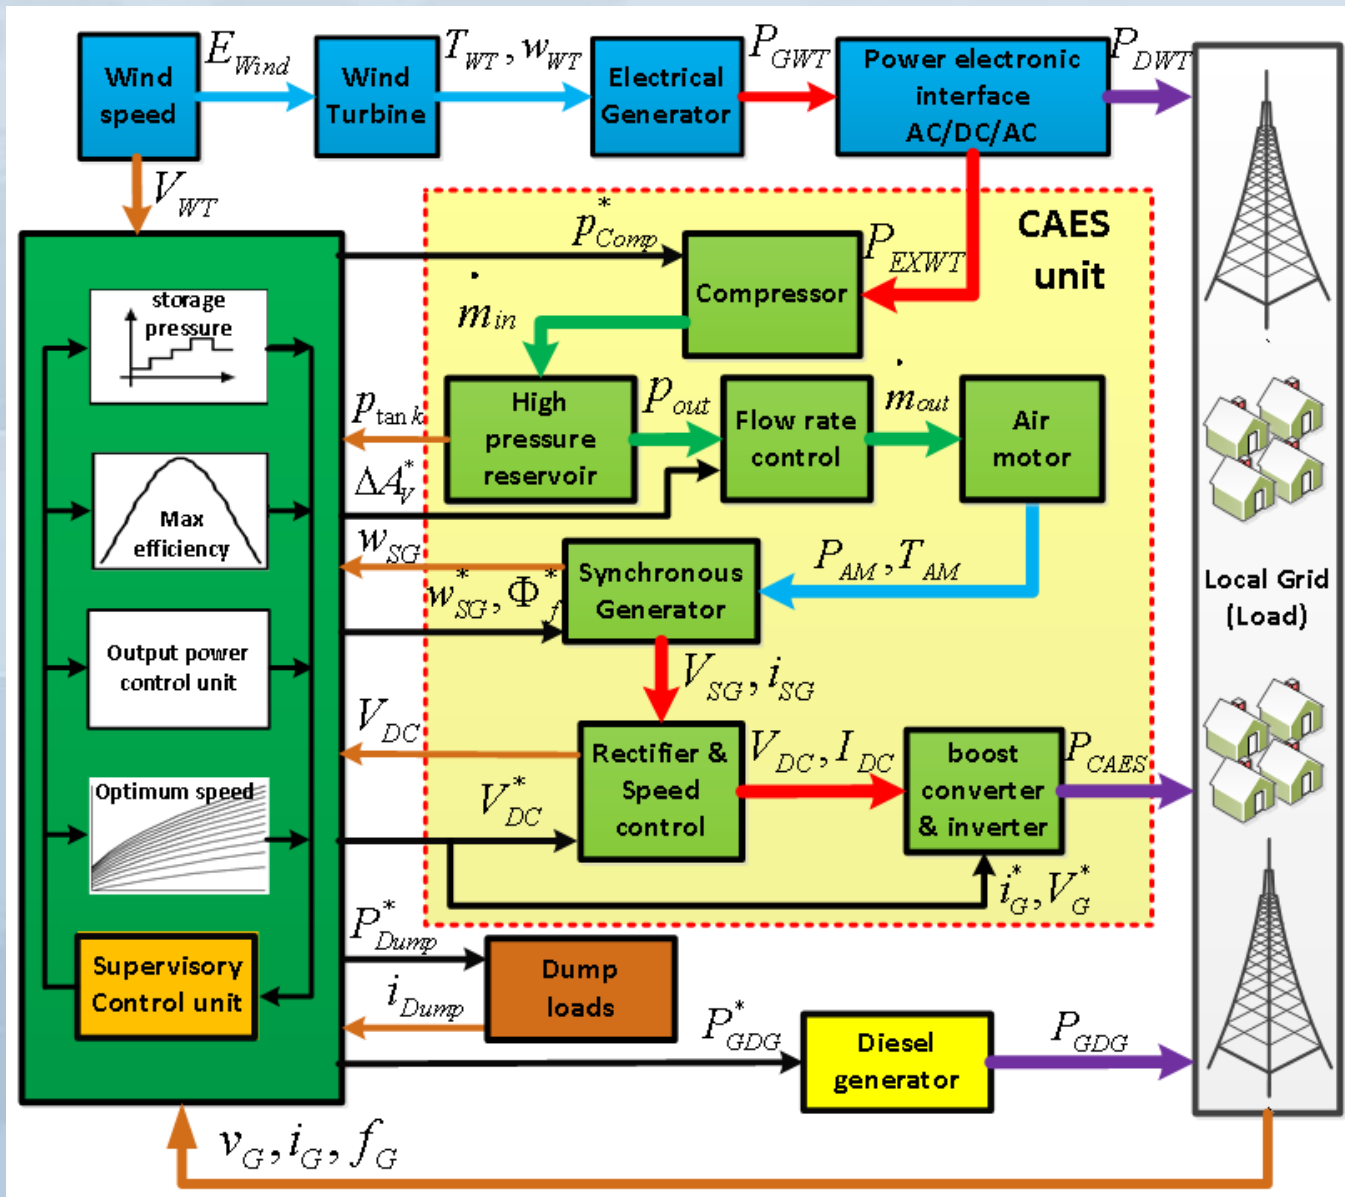 Wind
speed
E_Wind
Wind
Turbine
T_WT, w_WT
Electrical
Generator
P_GWT
Power electronic
interface
AC/DC/AC
P_DWT
V_WT
CAES
unit
p*_Comp
Compressor
P_EXWT
storage
pressure
ṁ_in
p_tank
High
pressure
reservoir
p_out
Flow rate
control
ṁ_out
Air
motor
ΔA*_V
Max
efficiency
w_SG
w*_SG, Φ*_f
Synchronous
Generator
P_AM, T_AM
Local Grid
(Load)
Output power
control unit
V_SG, i_SG
V_DC
Rectifier &
Speed
control
V_DC, I_DC
boost
converter
& inverter
P_CAES
Optimum speed
V*_DC
i*_G, V*_G
P*_Dump
Supervisory
Control unit
i_Dump
Dump
loads
P*_GDG
Diesel
generator
P_GDG
v_G, i_G, f_G